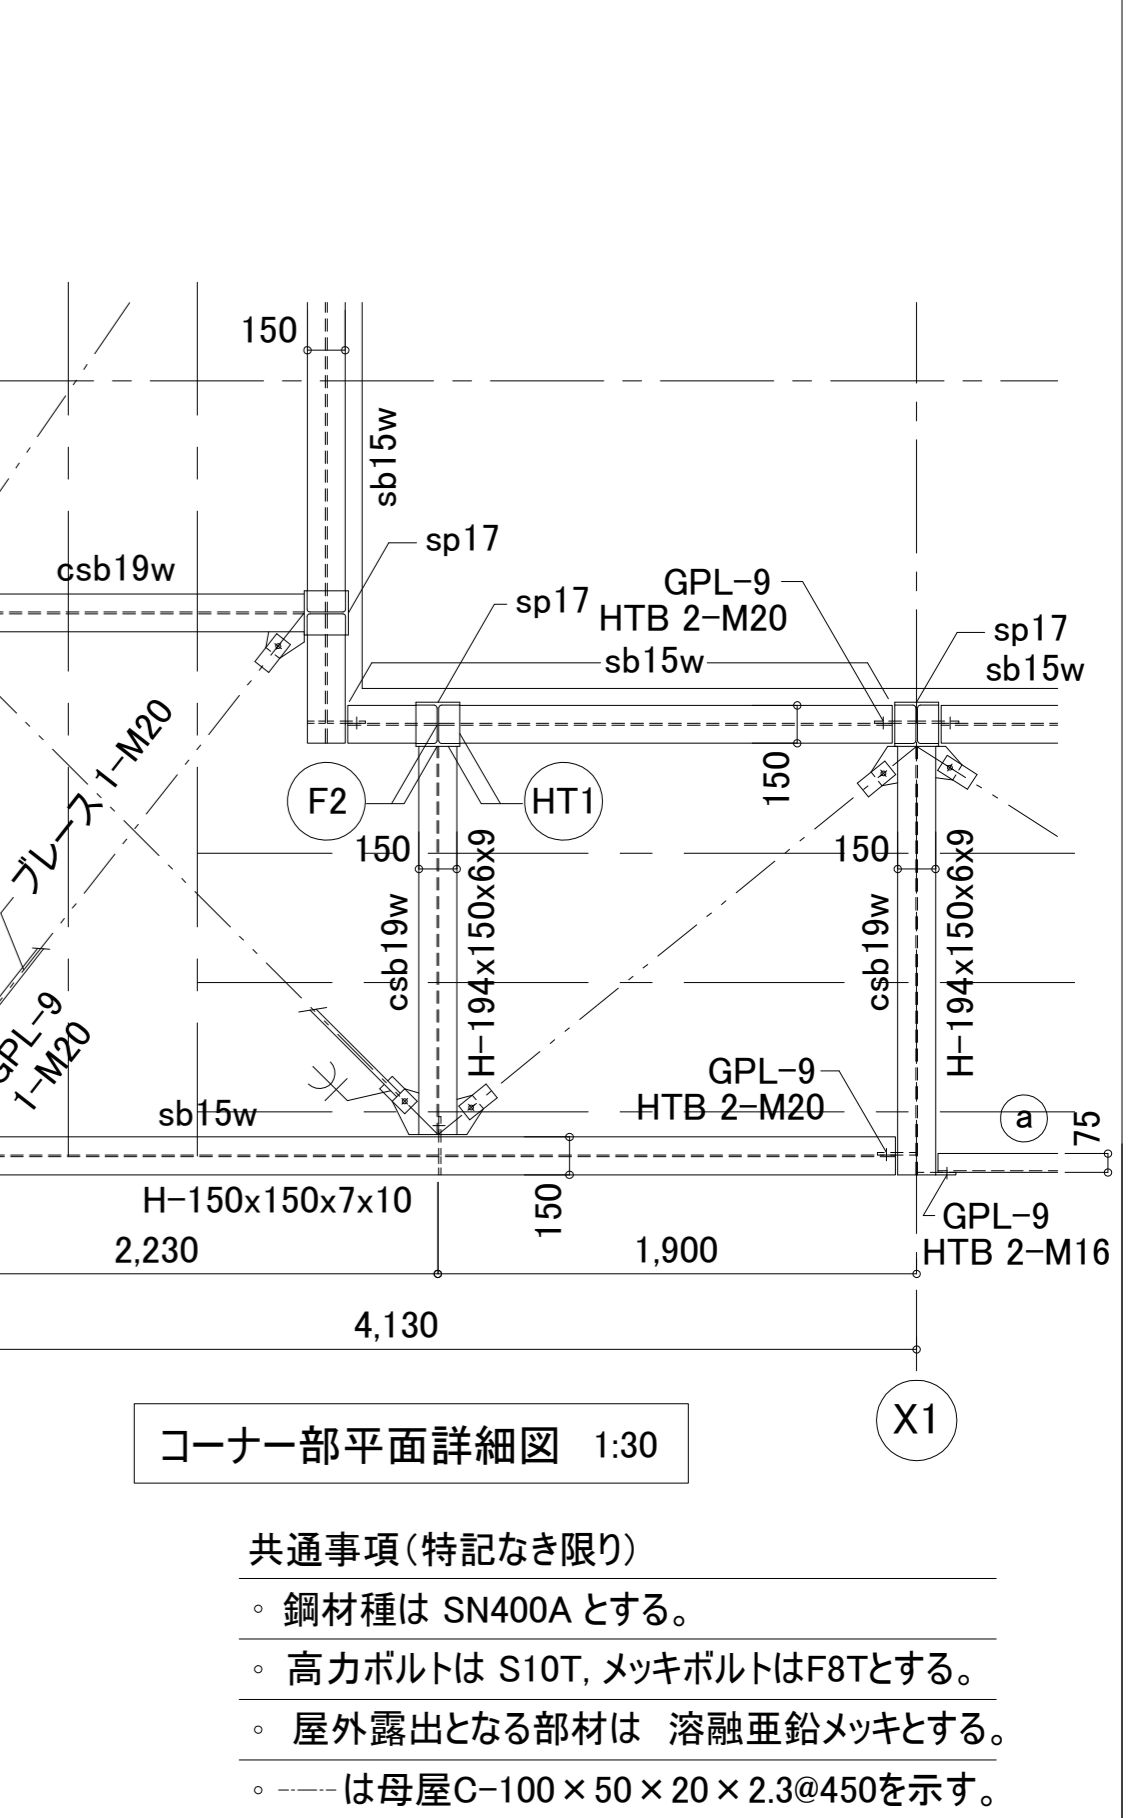 150
sb15w
csb19w
sp17
sp17
GPL-9
HTB 2-M20
sb15w
sp17
sb15w
ブレース 1-M20
150
F2
HT1
150
csb19w
H-194x150x6x9
150
csb19w
H-194x150x6x9
GPL-9
1-M20
GPL-9
HTB 2-M20
sb15w
a
75
H-150x150x7x10
150
GPL-9
HTB 2-M16
2,230
1,900
4,130
X1
コーナー部平面詳細図 1:30
共通事項(特記なき限り)
◦ 鋼材種は SN400A とする。
◦ 高力ボルトは S10T, メッキボルトはF8Tとする。
◦ 屋外露出となる部材は 溶融亜鉛メッキとする。
◦ -------は母屋C-100×50×20×2.3@450を示す。